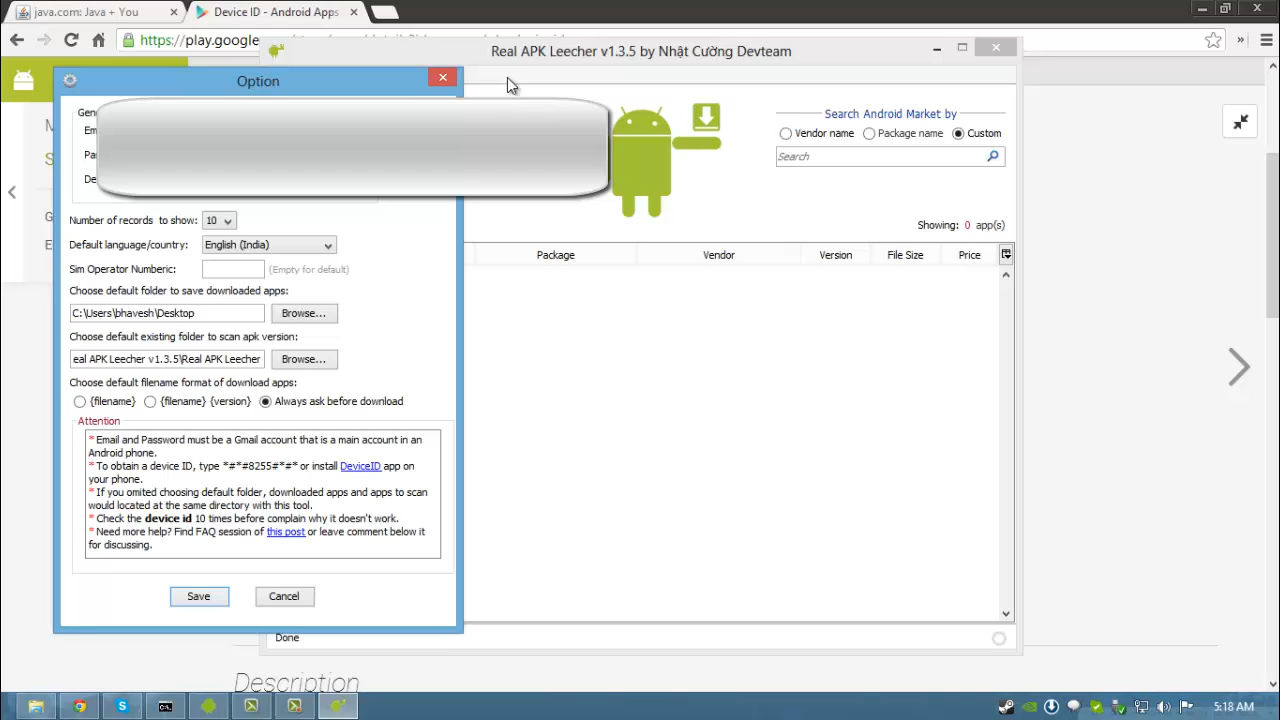 java.com: Java + You
Device ID - Android Apps
https://play.google
Real APK Leecher v1.3.5 by Nhật Cường Devteam
Option
Gen
Em
Pa
De
Search Android Market by
Vendor name
Package name
Custom
Search
Showing: 0 app(s)
Number of records to show: 10
Default language/country: English (India)
Sim Operator Numberic: (Empty for default)
Choose default folder to save downloaded apps:
C:\Users\bhavesh\Desktop
Browse...
Choose default existing folder to scan apk version:
eal APK Leecher v1.3.5\Real APK Leecher
Browse...
Choose default filename format of download apps:
{filename}
{filename} {version}
Always ask before download
Attention
* Email and Password must be a Gmail account that is a main account in an
Android phone.
* To obtain a device ID, type *#*#8255#*#* or install DeviceID app on
your phone.
* If you omited choosing default folder, downloaded apps and apps to scan
would located at the same directory with this tool.
* Check the device id 10 times before complain why it doesn't work.
* Need more help? Find FAQ session of this post or leave comment below it
for discussing.
Save
Cancel
Package
Vendor
Version
File Size
Price
Done
Description
5:18 AM